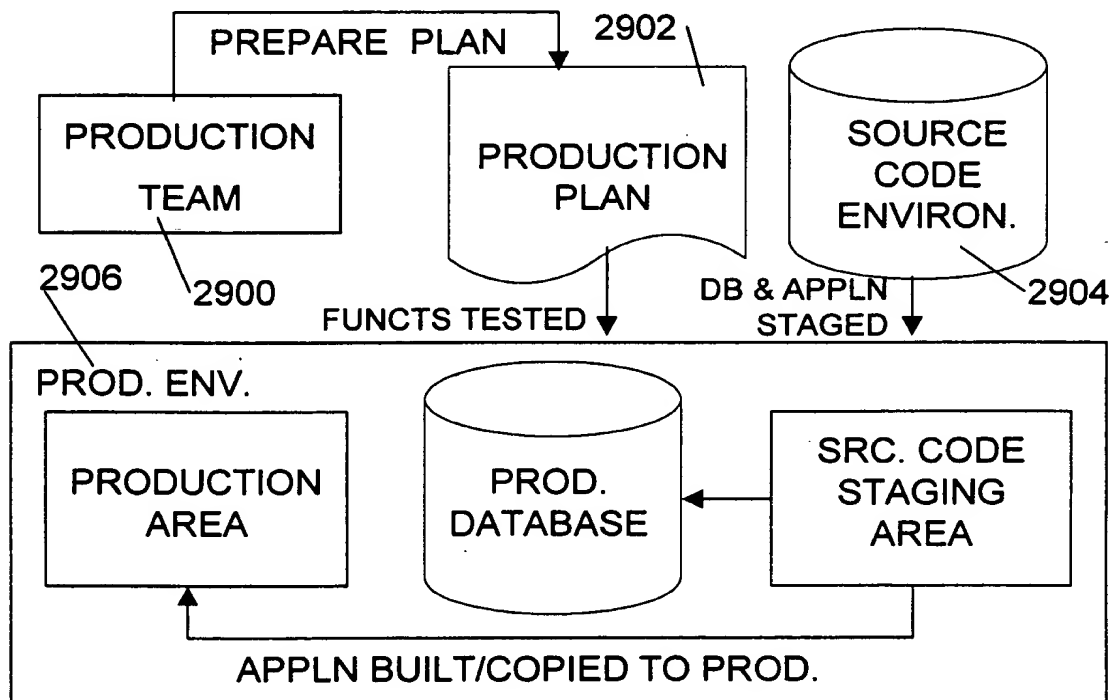 PREPARE PLAN
2902
PRODUCTION
TEAM
PRODUCTION
PLAN
SOURCE
CODE
ENVIRON.
2906
2900
2904
FUNCTS TESTED
DB & APPLN
STAGED
PROD. ENV.
PRODUCTION
AREA
PROD.
DATABASE
SRC. CODE
STAGING
AREA
APPLN BUILT/COPIED TO PROD.